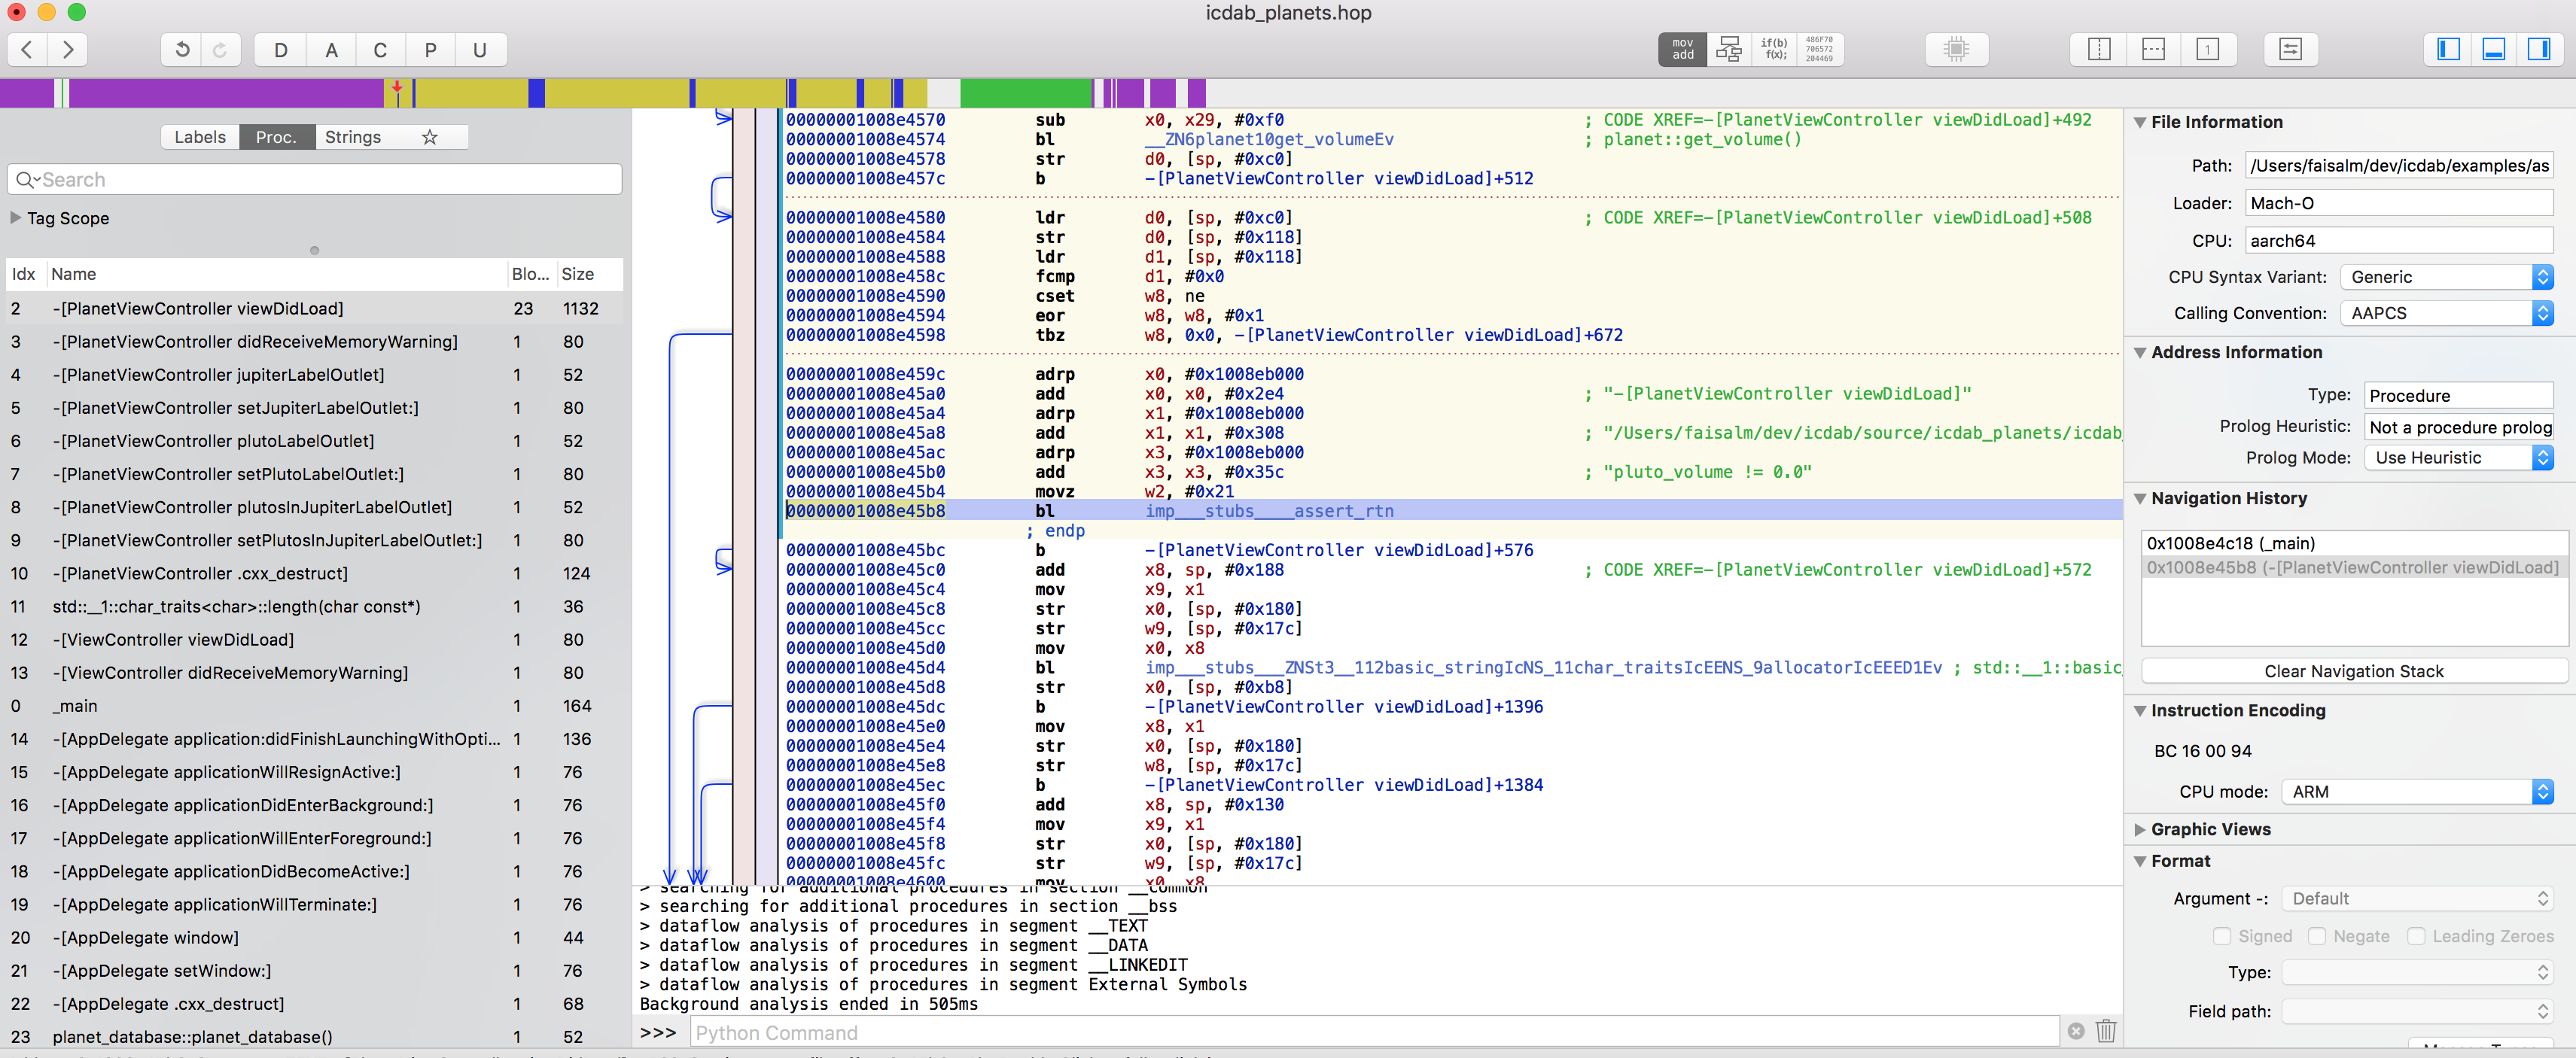 icdab_planets.hop
D A C P U
mov add
if(b) f(x);
486F70 706572 204469
1
Labels Proc. Strings
Search
Tag Scope
Idx Name Blo... Size
2 -[PlanetViewController viewDidLoad] 23 1132
3 -[PlanetViewController didReceiveMemoryWarning] 1 80
4 -[PlanetViewController jupiterLabelOutlet] 1 52
5 -[PlanetViewController setJupiterLabelOutlet:] 1 80
6 -[PlanetViewController plutoLabelOutlet] 1 52
7 -[PlanetViewController setPlutoLabelOutlet:] 1 80
8 -[PlanetViewController plutosInJupiterLabelOutlet] 1 52
9 -[PlanetViewController setPlutosInJupiterLabelOutlet:] 1 80
10 -[PlanetViewController .cxx_destruct] 1 124
11 std::__1::char_traits<char>::length(char const*) 1 36
12 -[ViewController viewDidLoad] 1 80
13 -[ViewController didReceiveMemoryWarning] 1 80
0 _main 1 164
14 -[AppDelegate application:didFinishLaunchingWithOpti... 1 136
15 -[AppDelegate applicationWillResignActive:] 1 76
16 -[AppDelegate applicationDidEnterBackground:] 1 76
17 -[AppDelegate applicationWillEnterForeground:] 1 76
18 -[AppDelegate applicationDidBecomeActive:] 1 76
19 -[AppDelegate applicationWillTerminate:] 1 76
20 -[AppDelegate window] 1 44
21 -[AppDelegate setWindow:] 1 76
22 -[AppDelegate .cxx_destruct] 1 68
23 planet_database::planet_database() 1 52
00000001008e4570 sub x0, x29, #0xf0 ; CODE XREF=-[PlanetViewController viewDidLoad]+492
00000001008e4574 bl __ZN6planet10get_volumeEv ; planet::get_volume()
00000001008e4578 str d0, [sp, #0xc0]
00000001008e457c b -[PlanetViewController viewDidLoad]+512
00000001008e4580 ldr d0, [sp, #0xc0] ; CODE XREF=-[PlanetViewController viewDidLoad]+508
00000001008e4584 str d0, [sp, #0x118]
00000001008e4588 ldr d1, [sp, #0x118]
00000001008e458c fcmp d1, #0x0
00000001008e4590 cset w8, ne
00000001008e4594 eor w8, w8, #0x1
00000001008e4598 tbz w8, 0x0, -[PlanetViewController viewDidLoad]+672
00000001008e459c adrp x0, #0x1008eb000
00000001008e45a0 add x0, x0, #0x2e4 ; "-[PlanetViewController viewDidLoad]"
00000001008e45a4 adrp x1, #0x1008eb000
00000001008e45a8 add x1, x1, #0x308 ; "/Users/faisalm/dev/icdab/source/icdab_planets/icdab
00000001008e45ac adrp x3, #0x1008eb000
00000001008e45b0 add x3, x3, #0x35c ; "pluto_volume != 0.0"
00000001008e45b4 movz w2, #0x21
00000001008e45b8 bl imp___stubs____assert_rtn
; endp
00000001008e45bc b -[PlanetViewController viewDidLoad]+576
00000001008e45c0 add x8, sp, #0x188 ; CODE XREF=-[PlanetViewController viewDidLoad]+572
00000001008e45c4 mov x9, x1
00000001008e45c8 str x0, [sp, #0x180]
00000001008e45cc str w9, [sp, #0x17c]
00000001008e45d0 mov x0, x8
00000001008e45d4 bl imp___stubs___ZNSt3__112basic_stringIcNS_11char_traitsIcEENS_9allocatorIcEEED1Ev ; std::__1::basic_
00000001008e45d8 str x0, [sp, #0xb8]
00000001008e45dc b -[PlanetViewController viewDidLoad]+1396
00000001008e45e0 mov x8, x1
00000001008e45e4 str x0, [sp, #0x180]
00000001008e45e8 str w8, [sp, #0x17c]
00000001008e45ec b -[PlanetViewController viewDidLoad]+1384
00000001008e45f0 add x8, sp, #0x130
00000001008e45f4 mov x9, x1
00000001008e45f8 str x0, [sp, #0x180]
00000001008e45fc str w9, [sp, #0x17c]
00000001008e4600 mov x0, x8
> searching for additional procedures in section __common
> searching for additional procedures in section __bss
> dataflow analysis of procedures in segment __TEXT
> dataflow analysis of procedures in segment __DATA
> dataflow analysis of procedures in segment __LINKEDIT
> dataflow analysis of procedures in segment External Symbols
Background analysis ended in 505ms
>>> Python Command
File Information
Path: /Users/faisalm/dev/icdab/examples/as
Loader: Mach-O
CPU: aarch64
CPU Syntax Variant: Generic
Calling Convention: AAPCS
Address Information
Type: Procedure
Prolog Heuristic: Not a procedure prolog
Prolog Mode: Use Heuristic
Navigation History
0x1008e4c18 (_main)
0x1008e45b8 (-[PlanetViewController viewDidLoad]
Clear Navigation Stack
Instruction Encoding
BC 16 00 94
CPU mode: ARM
Graphic Views
Format
Argument -: Default
Signed Negate Leading Zeroes
Type:
Field path: